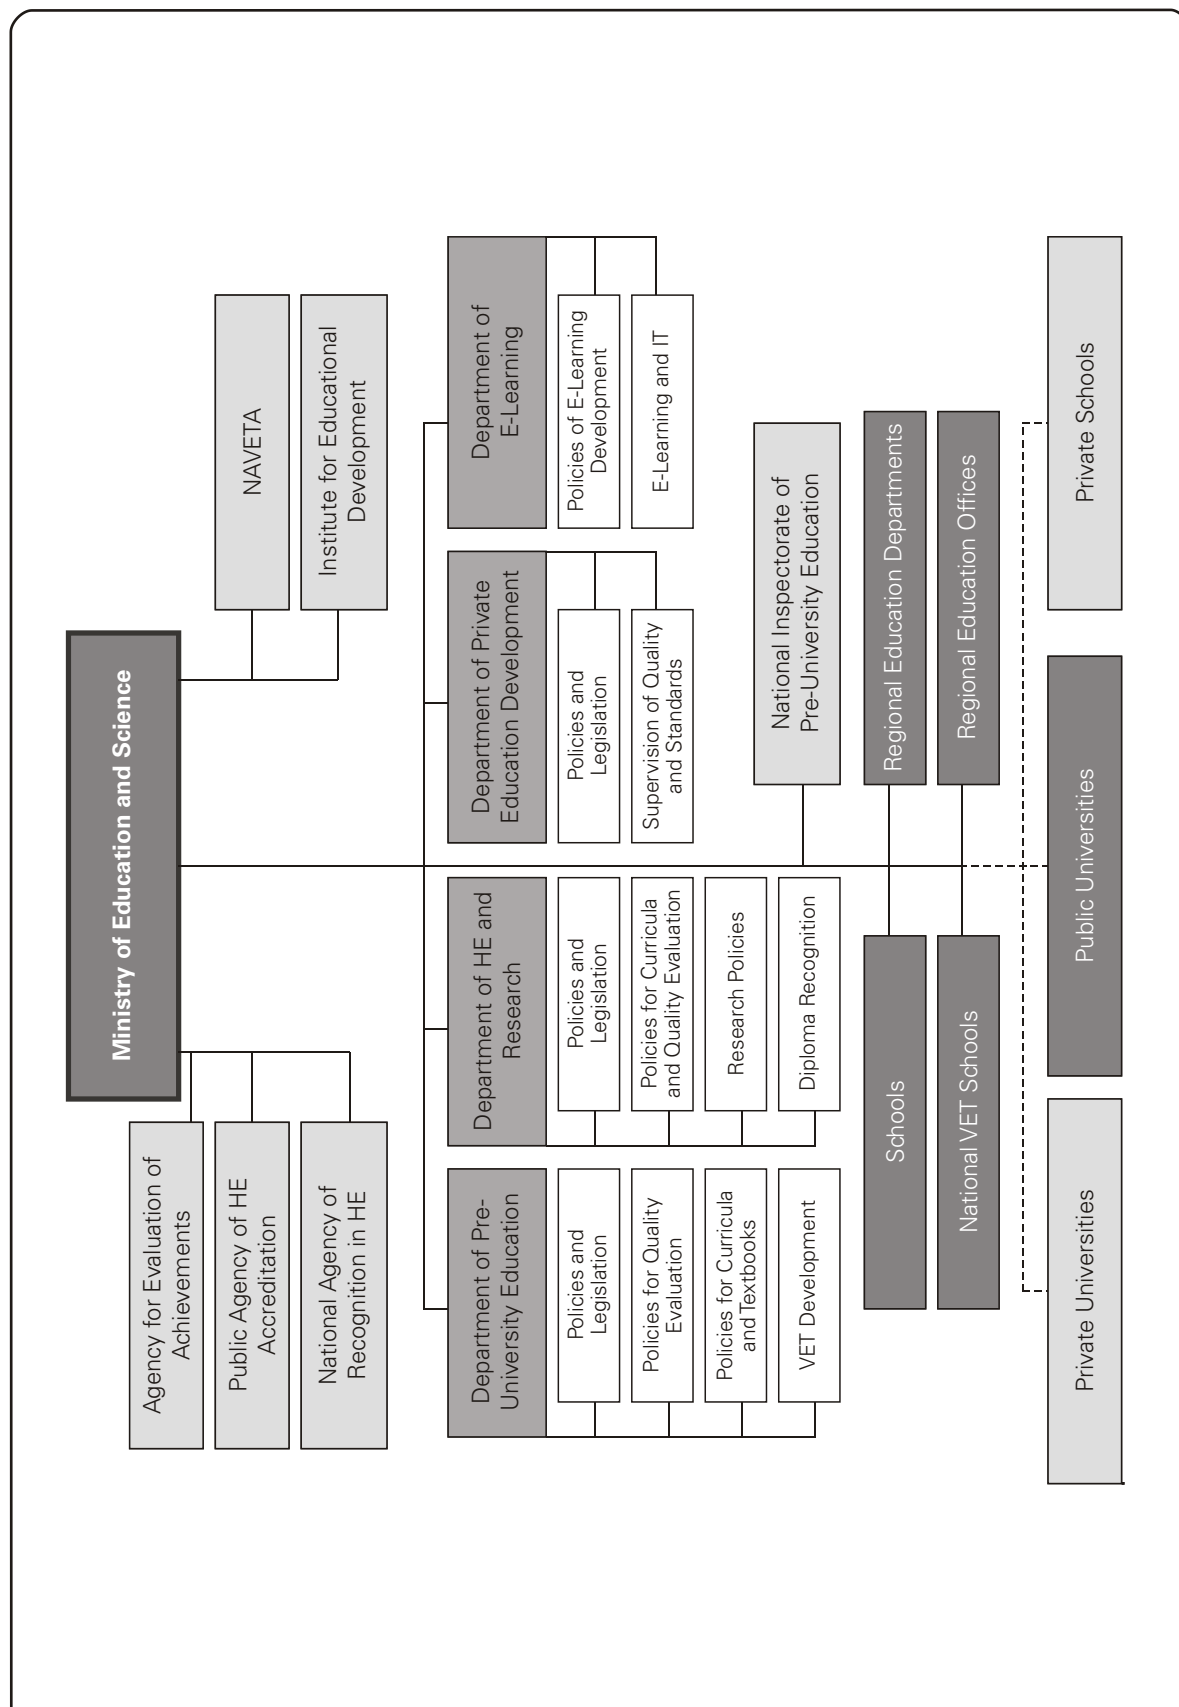 Ministry of Education and Science
Agency for Evaluation of
Achievements
Public Agency of HE
Accreditation
National Agency of
Recognition in HE
NAVETA
Institute for Educational
Development
Department of Pre-
University Education
Policies and
Legislation
Policies for Quality
Evaluation
Policies for Curricula
and Textbooks
VET Development
Department of HE and
Research
Policies and
Legislation
Policies for Curricula
and Quality Evaluation
Research Policies
Diploma Recognition
Department of Private
Education Development
Policies and
Legislation
Supervision of Quality
and Standards
Department of
E-Learning
Policies of E-Learning
Development
E-Learning and IT
National Inspectorate of
Pre-University Education
Schools
Regional Education Departments
National VET Schools
Regional Education Offices
Private Universities
Public Universities
Private Schools